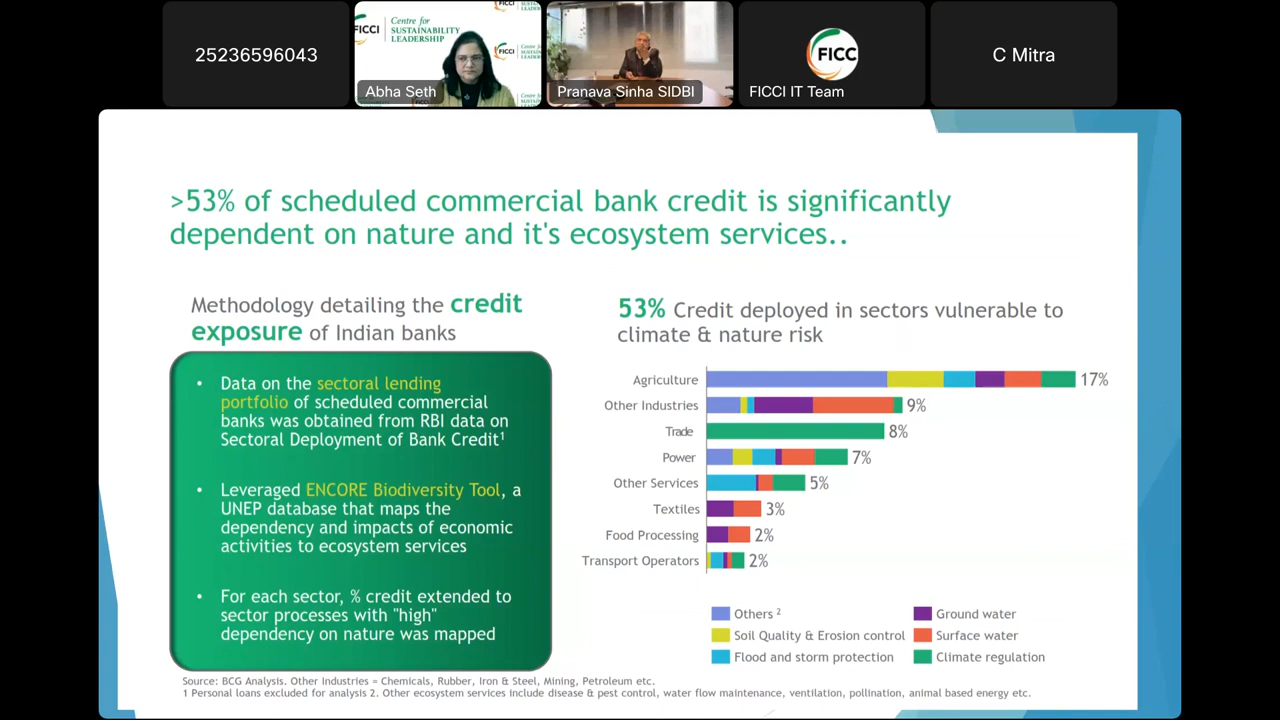 25236596043
FICCI
Centre for
SUSTAINABILITY
LEADERSHIP
Abha Seth
Pranava Sinha SIDBI
FICC
FICCI IT Team
C Mitra
>53% of scheduled commercial bank credit is significantly
dependent on nature and it's ecosystem services..
Methodology detailing the credit
exposure of Indian banks
• Data on the sectoral lending
portfolio of scheduled commercial
banks was obtained from RBI data on
Sectoral Deployment of Bank Credit¹
• Leveraged ENCORE Biodiversity Tool, a
UNEP database that maps the
dependency and impacts of economic
activities to ecosystem services
• For each sector, % credit extended to
sector processes with "high"
dependency on nature was mapped
53% Credit deployed in sectors vulnerable to
climate & nature risk
Agriculture 17%
Other Industries 9%
Trade 8%
Power 7%
Other Services 5%
Textiles 3%
Food Processing 2%
Transport Operators 2%
Others ²
Ground water
Soil Quality & Erosion control
Surface water
Flood and storm protection
Climate regulation
Source: BCG Analysis. Other Industries = Chemicals, Rubber, Iron & Steel, Mining, Petroleum etc.
1 Personal loans excluded for analysis 2. Other ecosystem services include disease & pest control, water flow maintenance, ventilation, pollination, animal based energy etc.